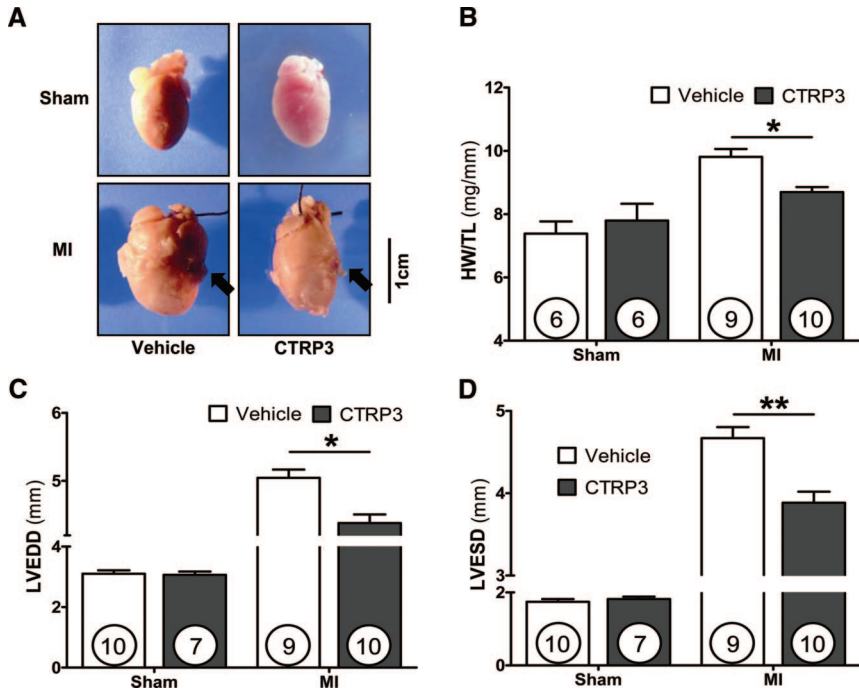 A
Sham
MI
1cm
Vehicle CTRP3
B
Vehicle CTRP3
*
HW/TL (mg/mm)
12
10
8
6
4
6 6 9 10
Sham MI
C
Vehicle CTRP3
*
LVEDD (mm)
6
5
4
2
0
10 7 9 10
Sham MI
D
**
Vehicle
CTRP3
LVESD (mm)
5
4
3
2
0
10 7 9 10
Sham MI